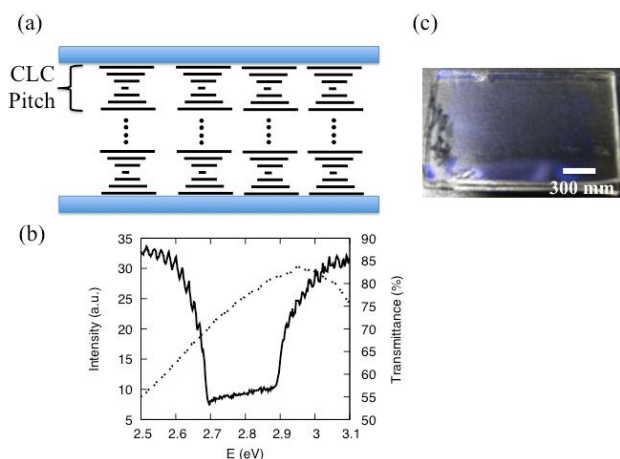 (a)
CLC
Pitch
(c)
300 mm
(b)
35
30
25
20
15
10
5
Intensity (a.u.)
90
85
80
75
70
65
60
55
50
Transmittance (%)
2.5 2.6 2.7 2.8 2.9 3 3.1
E (eV)